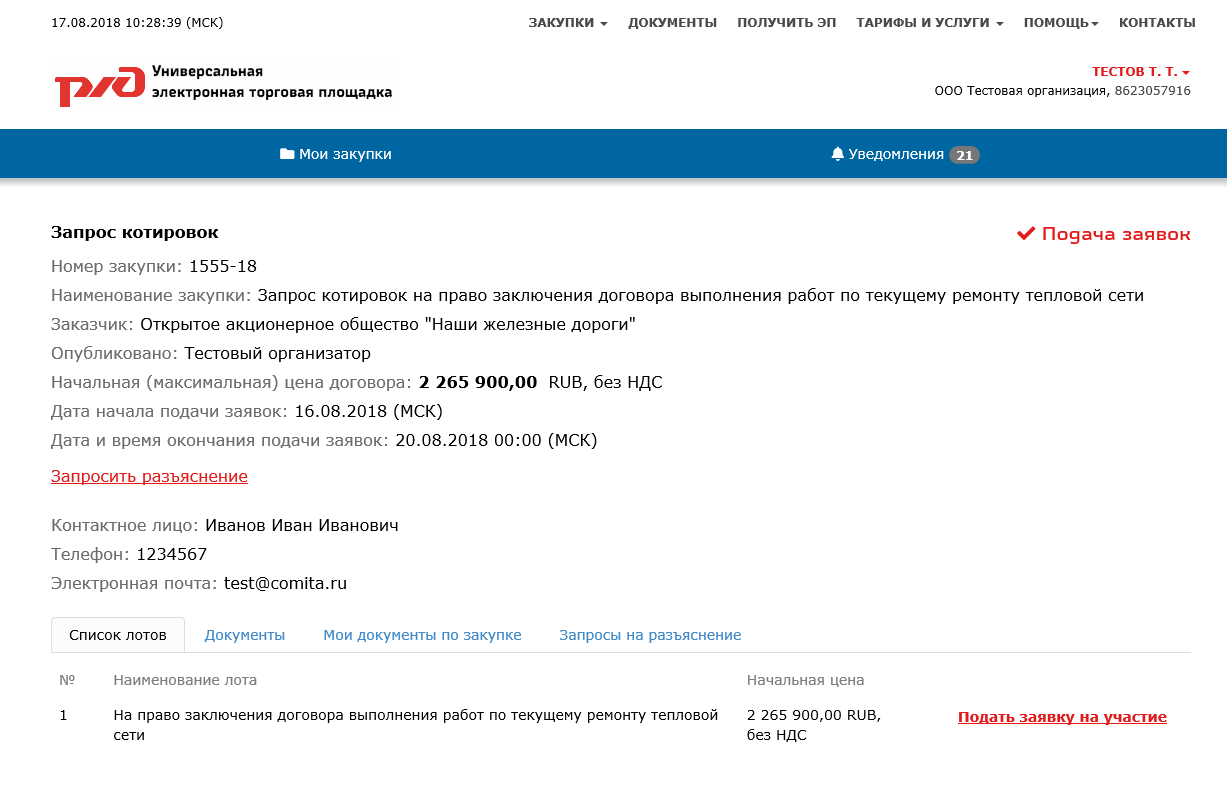 17.08.2018 10:28:39 (МСК)
ЗАКУПКИ ДОКУМЕНТЫ ПОЛУЧИТЬ ЭП ТАРИФЫ И УСЛУГИ ПОМОЩЬ КОНТАКТЫ
ржд Универсальная
электронная торговая площадка
ТЕСТОВ Т. Т.
ООО Тестовая организация, 8623057916
Мои закупки Уведомления 21
Запрос котировок
Подача заявок
Номер закупки: 1555-18
Наименование закупки: Запрос котировок на право заключения договора выполнения работ по текущему ремонту тепловой сети
Заказчик: Открытое акционерное общество "Наши железные дороги"
Опубликовано: Тестовый организатор
Начальная (максимальная) цена договора: 2 265 900,00 RUB, без НДС
Дата начала подачи заявок: 16.08.2018 (МСК)
Дата и время окончания подачи заявок: 20.08.2018 00:00 (МСК)
Запросить разъяснение
Контактное лицо: Иванов Иван Иванович
Телефон: 1234567
Электронная почта: test@comita.ru
Список лотов Документы Мои документы по закупке Запросы на разъяснение
№ Наименование лота Начальная цена
1 На право заключения договора выполнения работ по текущему ремонту тепловой 2 265 900,00 RUB, Подать заявку на участие
сети без НДС